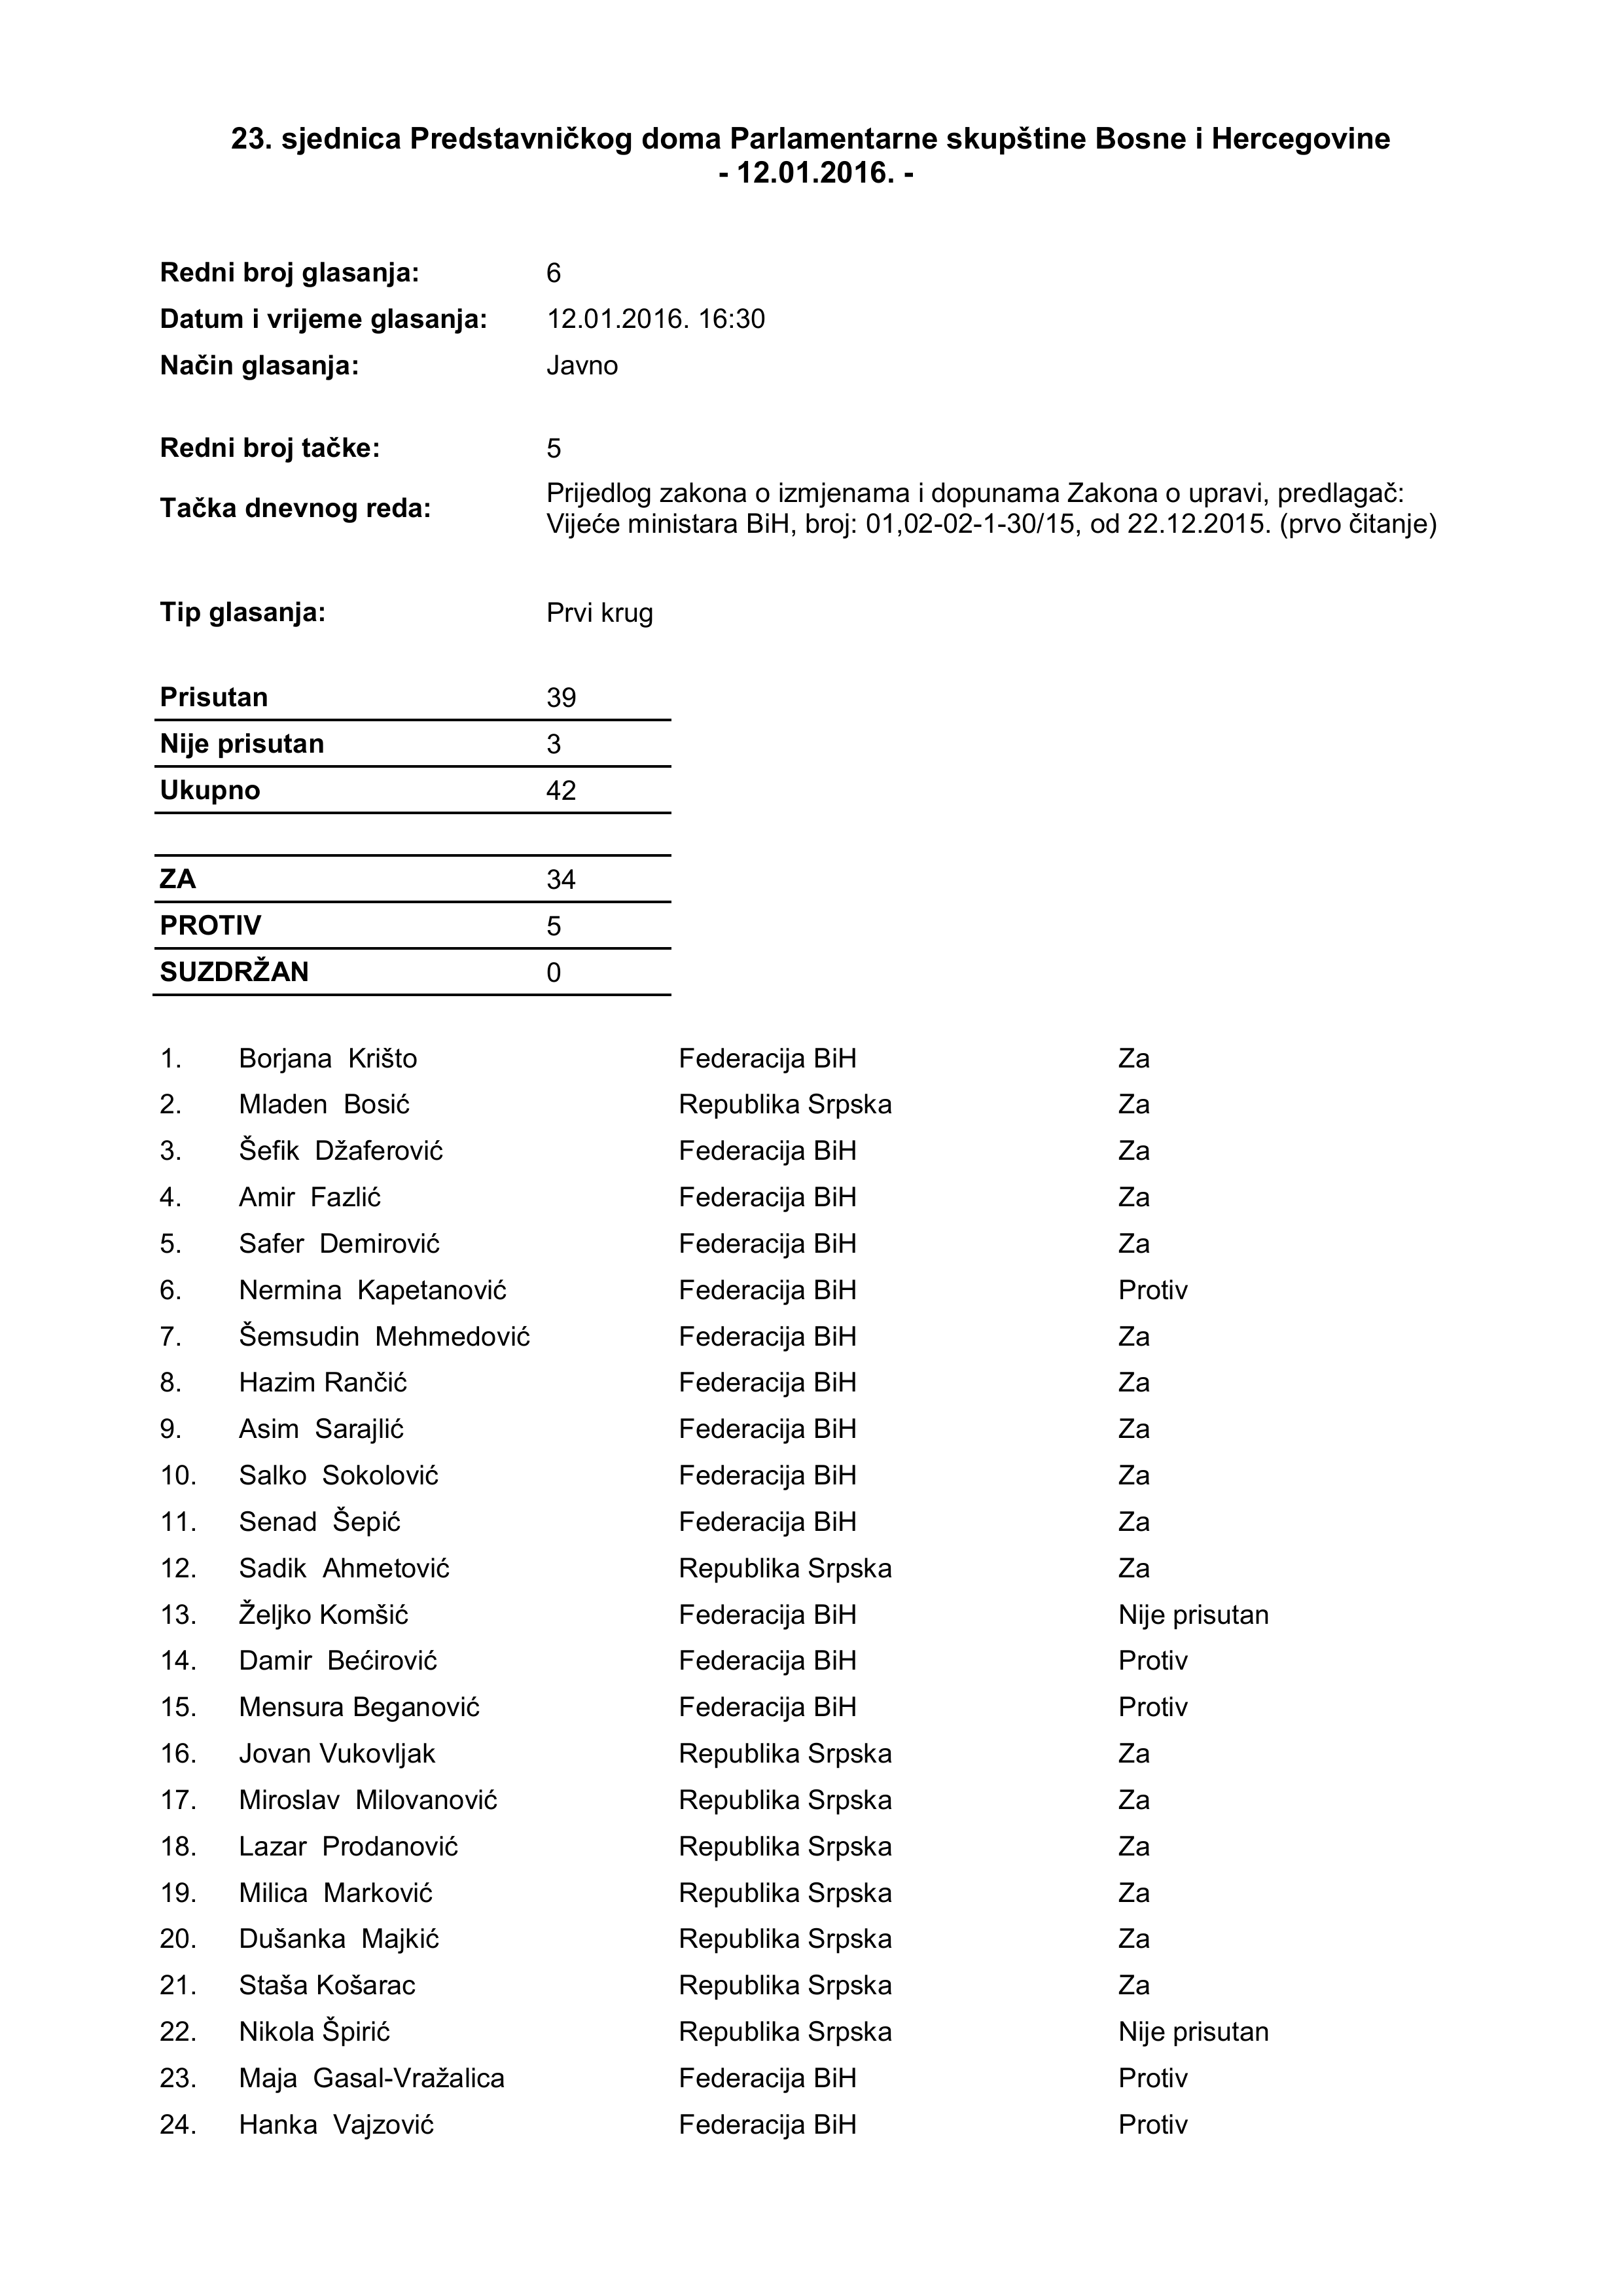 23. sjednica Predstavničkog doma Parlamentarne skupštine Bosne i Hercegovine
- 12.01.2016. -
Redni broj glasanja: 6
Datum i vrijeme glasanja: 12.01.2016. 16:30
Način glasanja: Javno
Redni broj tačke: 5
Tačka dnevnog reda: Prijedlog zakona o izmjenama i dopunama Zakona o upravi, predlagač:
Vijeće ministara BiH, broj: 01,02-02-1-30/15, od 22.12.2015. (prvo čitanje)
Tip glasanja: Prvi krug
Prisutan 39
Nije prisutan 3
Ukupno 42
ZA 34
PROTIV 5
SUZDRŽAN 0
1. Borjana Krišto Federacija BiH Za
2. Mladen Bosić Republika Srpska Za
3. Šefik Džaferović Federacija BiH Za
4. Amir Fazlić Federacija BiH Za
5. Safer Demirović Federacija BiH Za
6. Nermina Kapetanović Federacija BiH Protiv
7. Šemsudin Mehmedović Federacija BiH Za
8. Hazim Rančić Federacija BiH Za
9. Asim Sarajlić Federacija BiH Za
10. Salko Sokolović Federacija BiH Za
11. Senad Šepić Federacija BiH Za
12. Sadik Ahmetović Republika Srpska Za
13. Željko Komšić Federacija BiH Nije prisutan
14. Damir Bećirović Federacija BiH Protiv
15. Mensura Beganović Federacija BiH Protiv
16. Jovan Vukovljak Republika Srpska Za
17. Miroslav Milovanović Republika Srpska Za
18. Lazar Prodanović Republika Srpska Za
19. Milica Marković Republika Srpska Za
20. Dušanka Majkić Republika Srpska Za
21. Staša Košarac Republika Srpska Za
22. Nikola Špirić Republika Srpska Nije prisutan
23. Maja Gasal-Vražalica Federacija BiH Protiv
24. Hanka Vajzović Federacija BiH Protiv